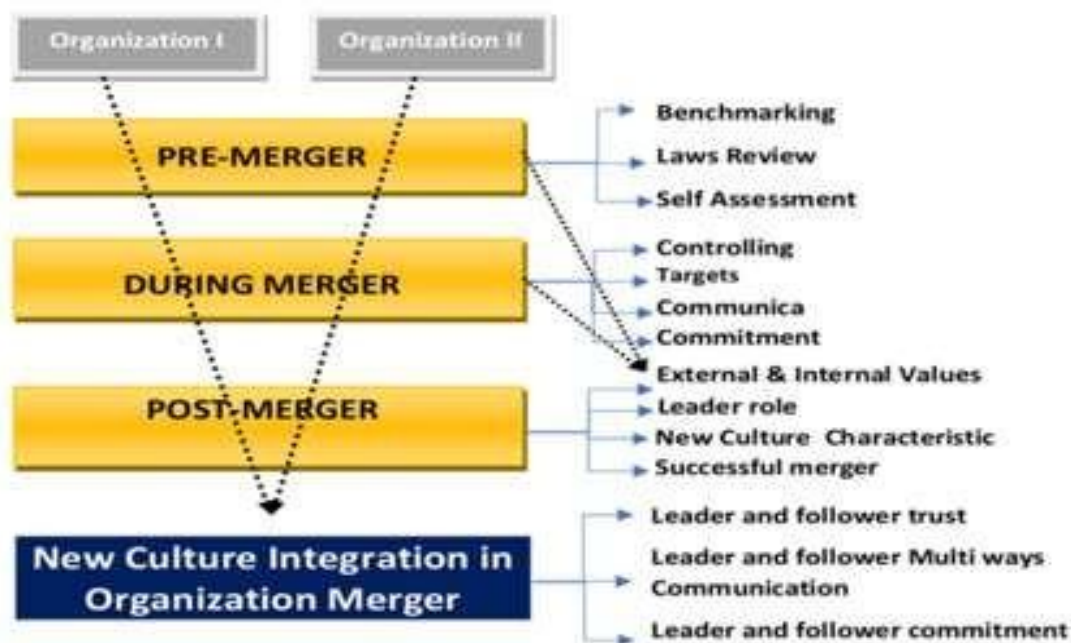 Organization I
Organization II
PRE-MERGER
Benchmarking
Laws Review
Self Assessment
DURING MERGER
Controlling
Targets
Communica
Commitment
POST-MERGER
External & Internal Values
Leader role
New Culture Characteristic
Successful merger
New Culture Integration in
Organization Merger
Leader and follower trust
Leader and follower Multi ways
Communication
Leader and follower commitment